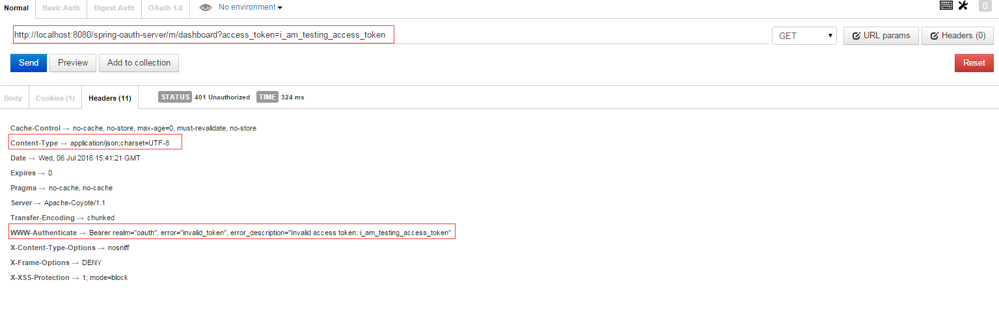 Normal Basic Auth Digest Auth OAuth 1.0 No environment 0
http://localhost:8080/spring-oauth-server/m/dashboard?access_token=i_am_testing_access_token GET URL params Headers (0)
Send Preview Add to collection Reset
Body Cookies (1) Headers (11) STATUS 401 Unauthorized TIME 324 ms
Cache-Control → no-cache, no-store, max-age=0, must-revalidate, no-store
Content-Type → application/json;charset=UTF-8
Date → Wed, 06 Jul 2016 15:41:21 GMT
Expires → 0
Pragma → no-cache, no-cache
Server → Apache-Coyote/1.1
Transfer-Encoding → chunked
WWW-Authenticate → Bearer realm="oauth", error="invalid_token", error_description="Invalid access token: i_am_testing_access_token"
X-Content-Type-Options → nosniff
X-Frame-Options → DENY
X-XSS-Protection → 1; mode=block